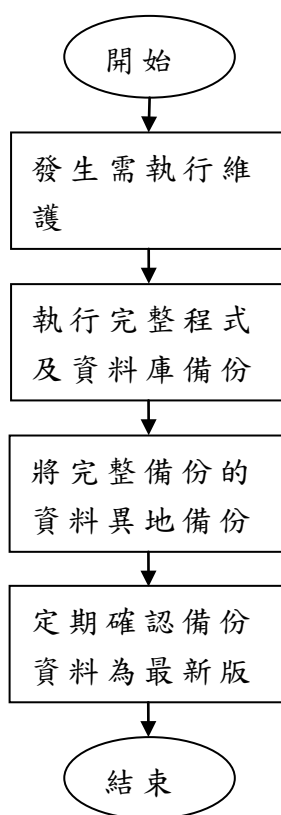 開始
發生需執行維
護
執行完整程式
及資料庫備份
將完整備份的
資料異地備份
定期確認備份
資料為最新版
結束